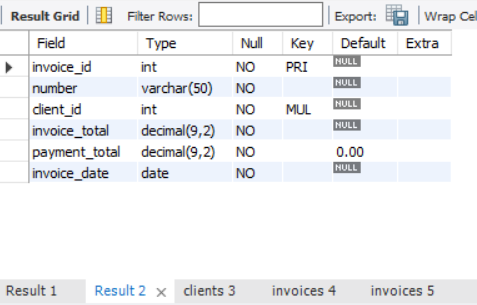 Result Grid Filter Rows: Export: Wrap Cel
Field Type Null Key Default Extra
invoice_id int NO PRI NULL
number varchar(50) NO NULL
client_id int NO MUL NULL
invoice_total decimal(9,2) NO NULL
payment_total decimal(9,2) NO 0.00
invoice_date date NO NULL
Result 1 Result 2 × clients 3 invoices 4 invoices 5